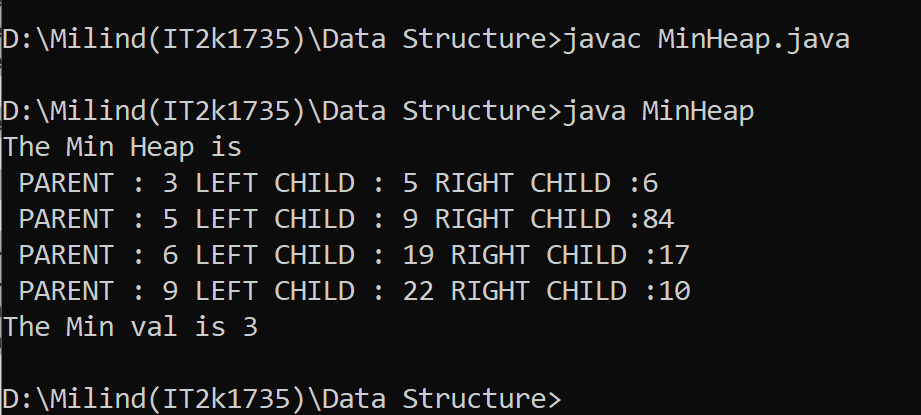 D:\Milind(IT2k1735)\Data Structure>javac MinHeap.java
D:\Milind(IT2k1735)\Data Structure>java MinHeap
The Min Heap is
 PARENT : 3 LEFT CHILD : 5 RIGHT CHILD :6
 PARENT : 5 LEFT CHILD : 9 RIGHT CHILD :84
 PARENT : 6 LEFT CHILD : 19 RIGHT CHILD :17
 PARENT : 9 LEFT CHILD : 22 RIGHT CHILD :10
The Min val is 3
D:\Milind(IT2k1735)\Data Structure>